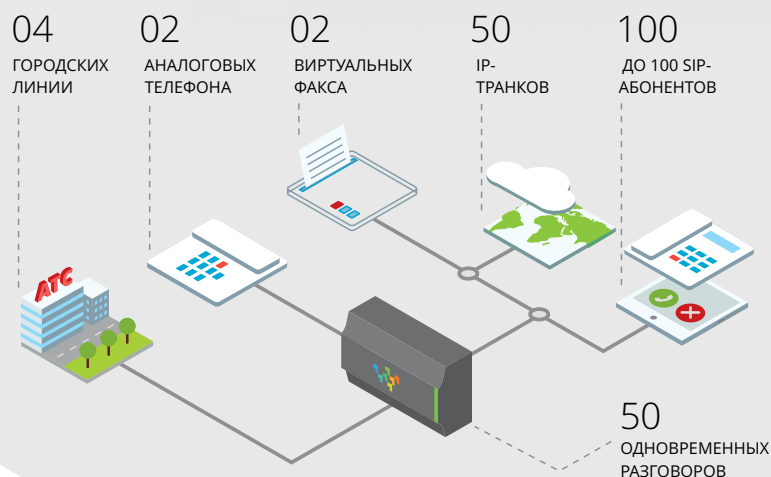 04
ГОРОДСКИХ
ЛИНИИ
02
АНАЛОГОВЫХ
ТЕЛЕФОНА
02
ВИРТУАЛЬНЫХ
ФАКСА
50
IP-
ТРАНКОВ
100
ДО 100 SIP-
АБОНЕНТОВ
АТС
50
ОДНОВРЕМЕННЫХ
РАЗГОВОРОВ